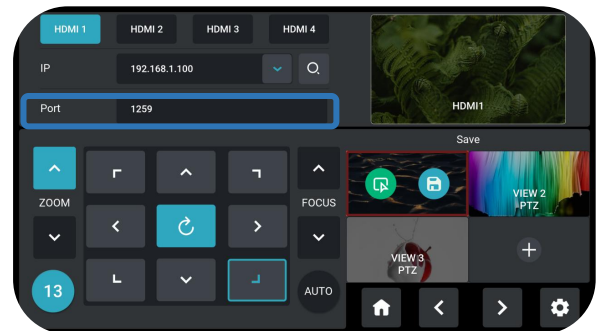 HDMI 1 HDMI 2 HDMI 3 HDMI 4
IP 192.168.1.100
Port 1259
HDMI1
Save
ZOOM
FOCUS
13
AUTO
VIEW 2
PTZ
VIEW 3
PTZ